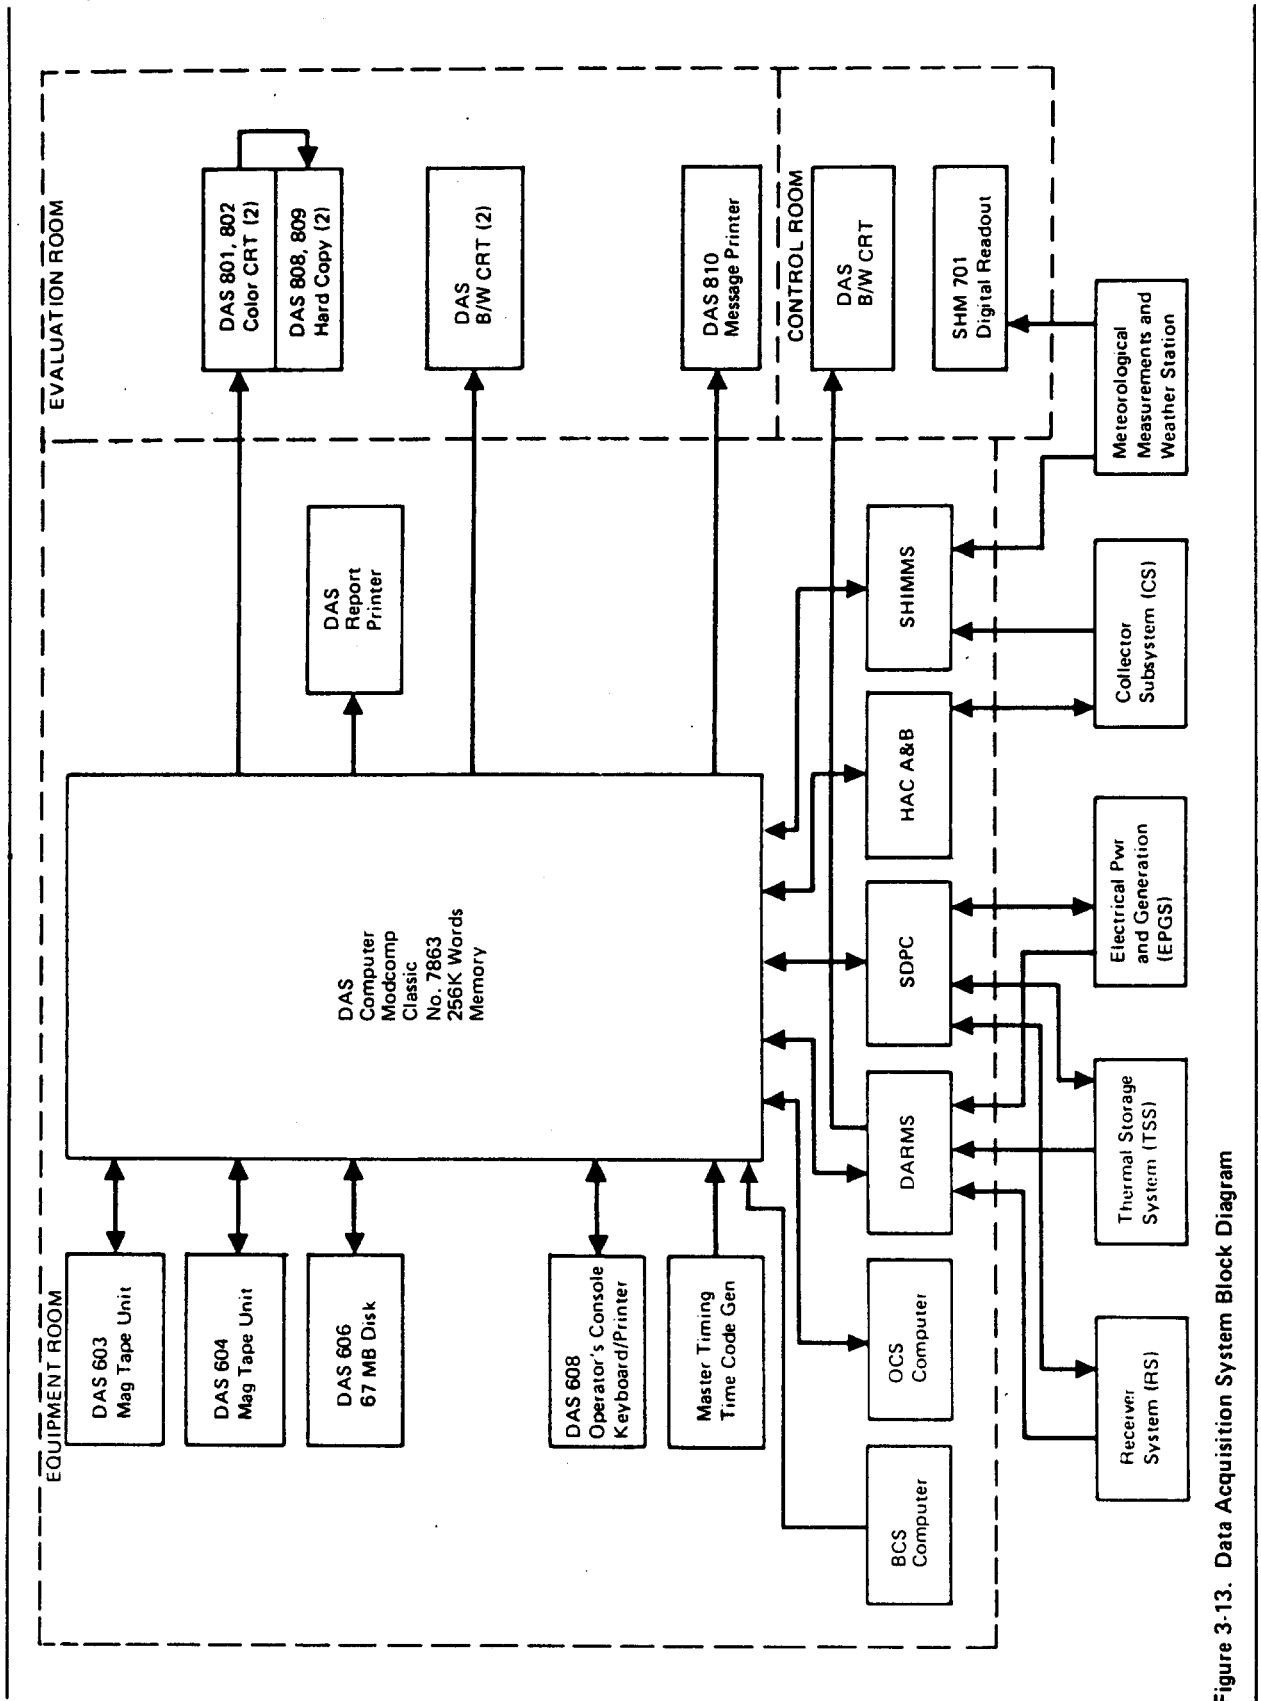 EQUIPMENT ROOM
EVALUATION ROOM
DAS 603
Mag Tape Unit
DAS 604
Mag Tape Unit
DAS 606
67 MB Disk
DAS 608
Operator's Console
Keyboard/Printer
Master Timing
Time Code Gen
DAS
Computer
Modcomp
Classic
No. 7863
256K Words
Memory
DAS
Report
Printer
DAS 801, 802
Color CRT (2)
DAS 808, 809
Hard Copy (2)
DAS
B/W CRT (2)
DAS 810
Message Printer
CONTROL ROOM
DAS
B/W CRT
SHM 701
Digital Readout
BCS
Computer
OCS
Computer
DARMS
SDPC
HAC A&B
SHIMMS
Receiver
System (RS)
Thermal Storage
System (TSS)
Electrical Pwr
and Generation
(EPGS)
Collector
Subsystem (CS)
Meteorological
Measurements and
Weather Station
Figure 3-13. Data Acquisition System Block Diagram